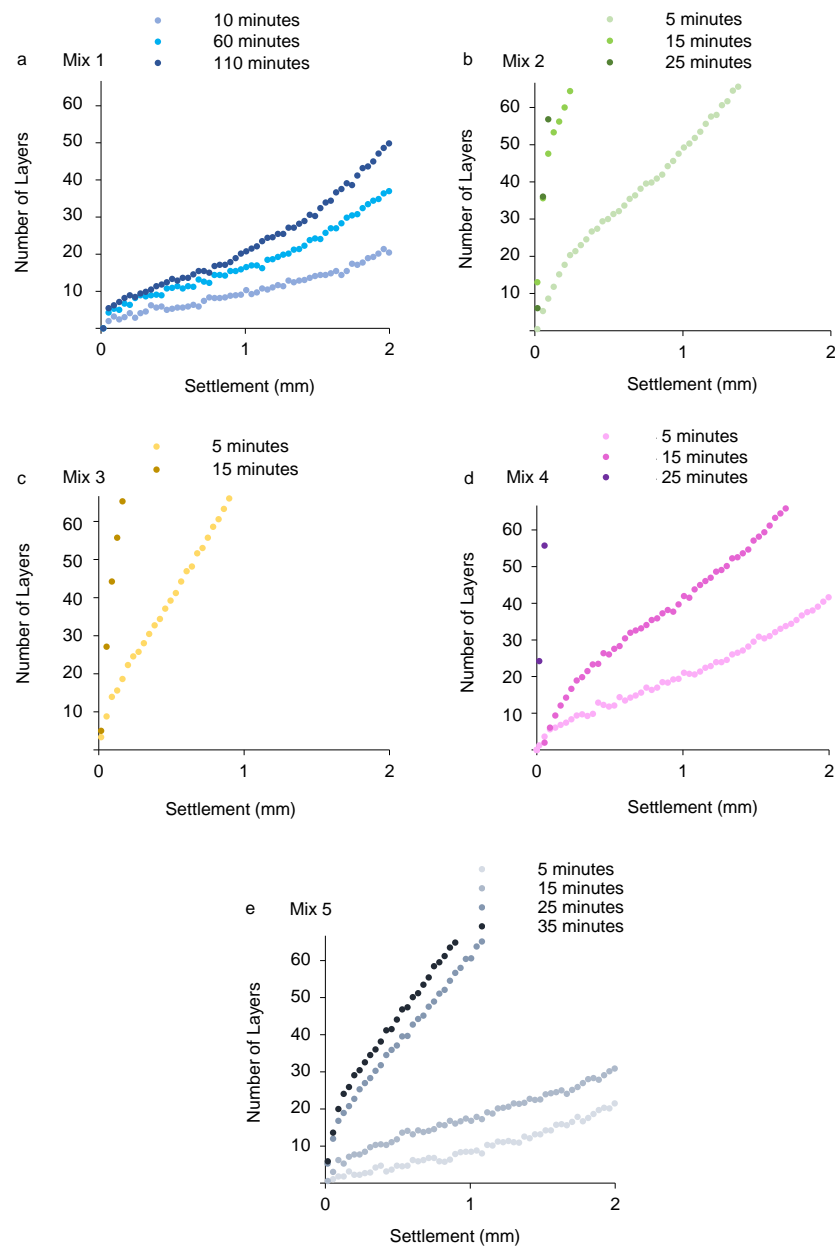 10 minutes
60 minutes
110 minutes
a Mix 1
60
50
40
30
20
10
0 1 2
Number of Layers
Settlement (mm)
5 minutes
15 minutes
25 minutes
b Mix 2
60
50
40
30
20
10
0 1 2
Number of Layers
Settlement (mm)
5 minutes
15 minutes
c Mix 3
60
50
40
30
20
10
0 1 2
Number of Layers
Settlement (mm)
5 minutes
15 minutes
25 minutes
d Mix 4
60
50
40
30
20
10
0 1 2
Number of Layers
Settlement (mm)
5 minutes
15 minutes
25 minutes
35 minutes
e Mix 5
60
50
40
30
20
10
0 1 2
Number of Layers
Settlement (mm)